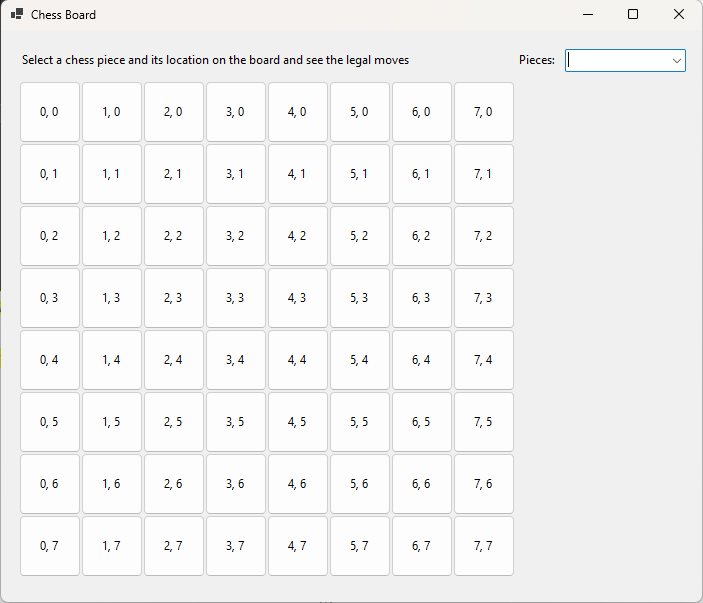 Chess Board
Select a chess piece and its location on the board and see the legal moves Pieces:
0, 0 1, 0 2, 0 3, 0 4, 0 5, 0 6, 0 7, 0
0, 1 1, 1 2, 1 3, 1 4, 1 5, 1 6, 1 7, 1
0, 2 1, 2 2, 2 3, 2 4, 2 5, 2 6, 2 7, 2
0, 3 1, 3 2, 3 3, 3 4, 3 5, 3 6, 3 7, 3
0, 4 1, 4 2, 4 3, 4 4, 4 5, 4 6, 4 7, 4
0, 5 1, 5 2, 5 3, 5 4, 5 5, 5 6, 5 7, 5
0, 6 1, 6 2, 6 3, 6 4, 6 5, 6 6, 6 7, 6
0, 7 1, 7 2, 7 3, 7 4, 7 5, 7 6, 7 7, 7